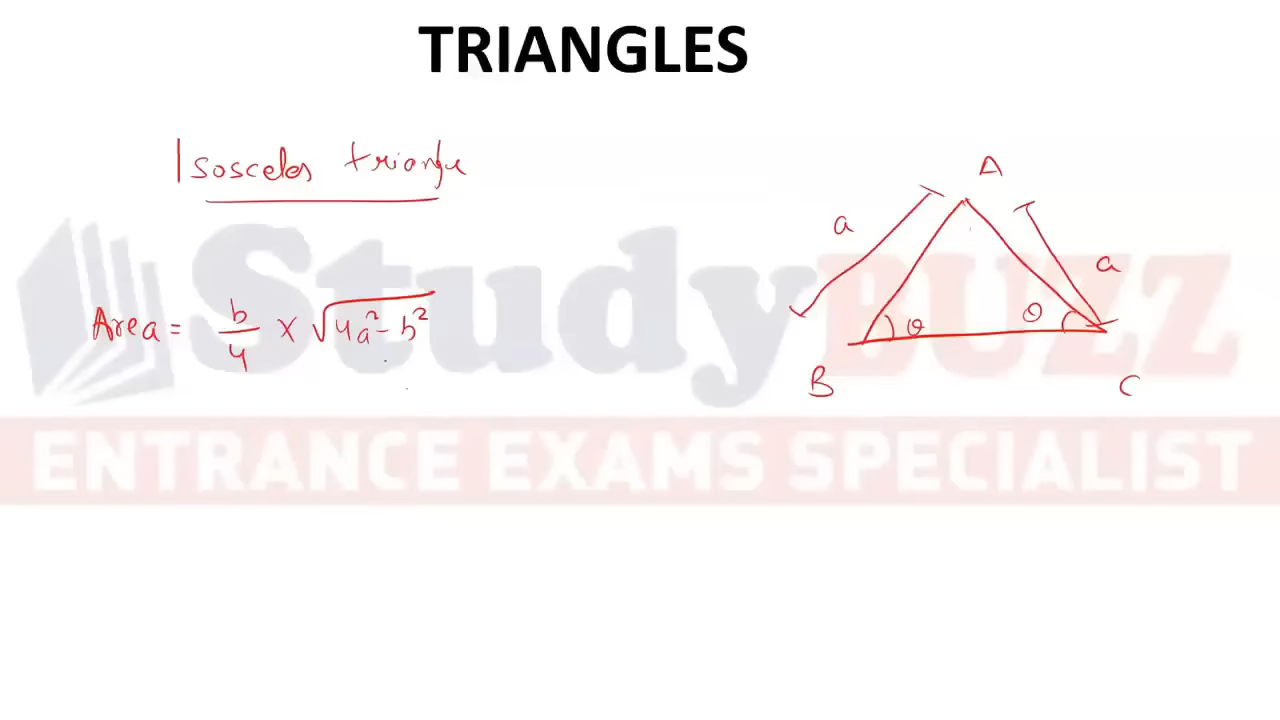 TRIANGLES
Isosceles triangle
A
a
a
Area = b/4 × √4a²-b²
θ
θ
B
C
StudyBUZZ
ENTRANCE EXAMS SPECIALIST